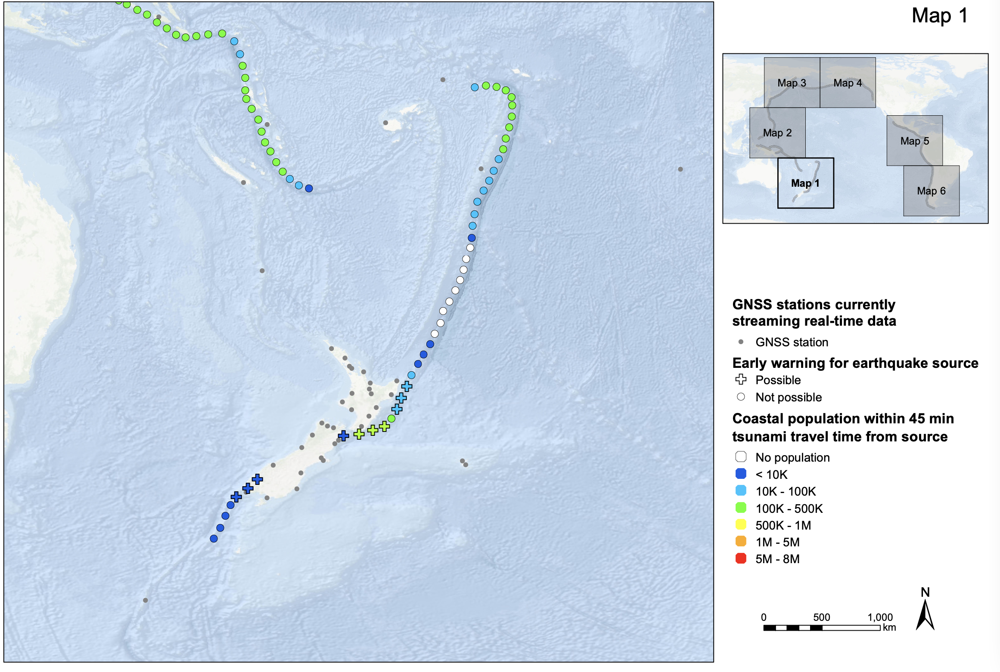 Map 1
Map 3
Map 4
Map 2
Map 5
Map 1
Map 6
GNSS stations currently
streaming real-time data
GNSS station
Early warning for earthquake source
Possible
Not possible
Coastal population within 45 min
tsunami travel time from source
No population
< 10K
10K - 100K
100K - 500K
500K - 1M
1M - 5M
5M - 8M
N
0 500 1,000
km